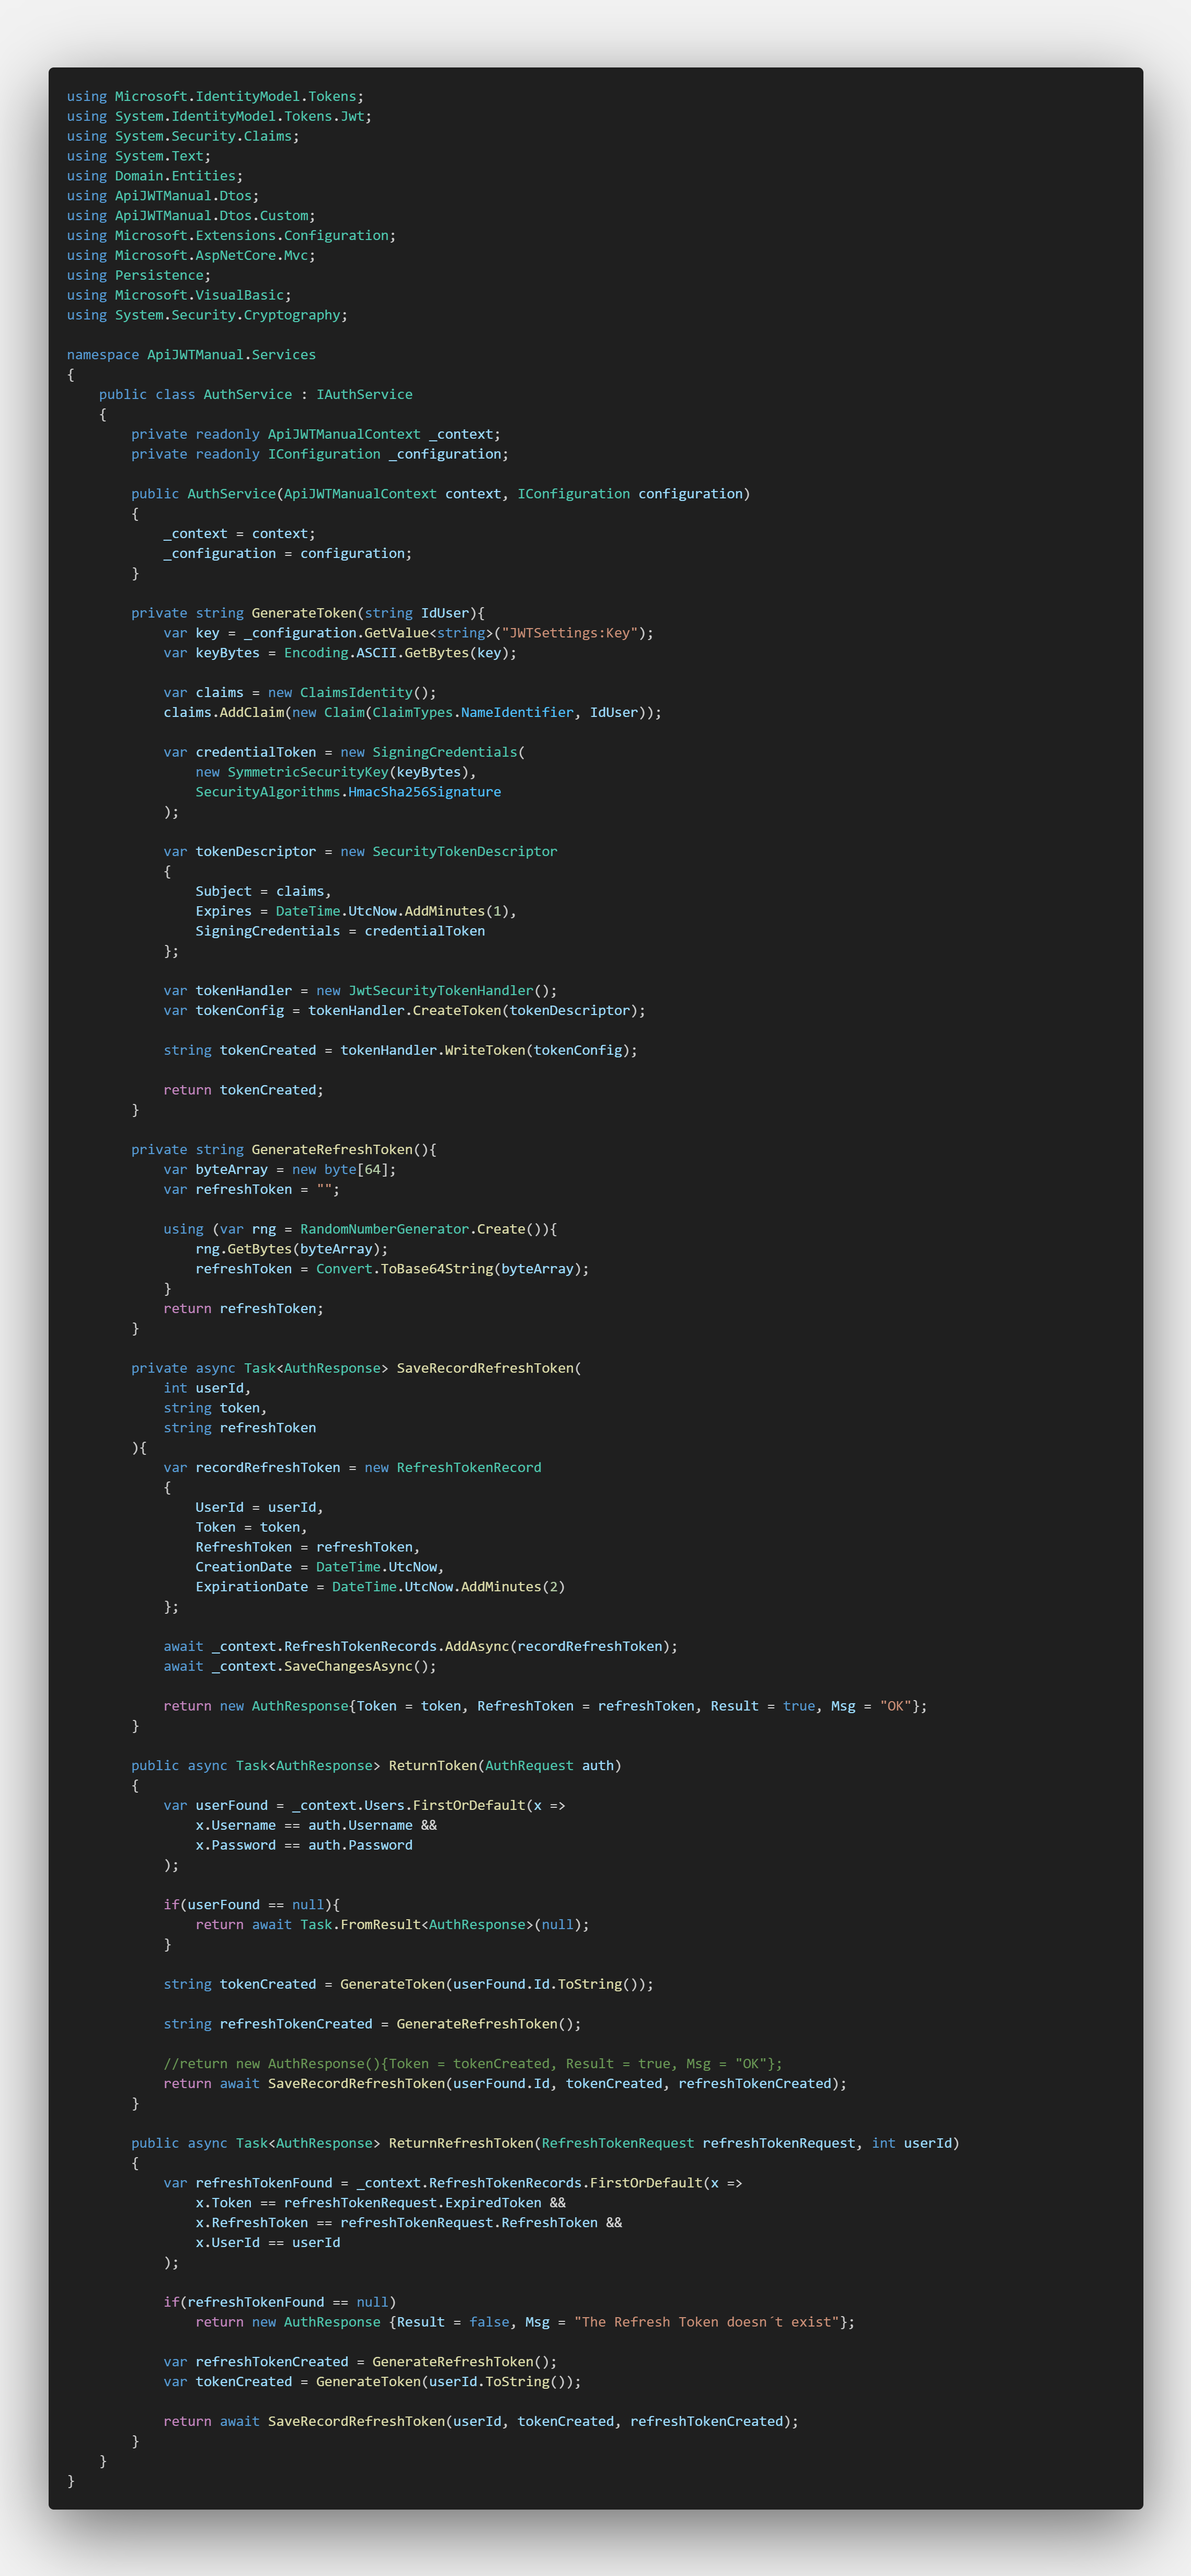 using Microsoft.IdentityModel.Tokens;
using System.IdentityModel.Tokens.Jwt;
using System.Security.Claims;
using System.Text;
using Domain.Entities;
using ApiJWTManual.Dtos;
using ApiJWTManual.Dtos.Custom;
using Microsoft.Extensions.Configuration;
using Microsoft.AspNetCore.Mvc;
using Persistence;
using Microsoft.VisualBasic;
using System.Security.Cryptography;

namespace ApiJWTManual.Services
{
    public class AuthService : IAuthService
    {
        private readonly ApiJWTManualContext _context;
        private readonly IConfiguration _configuration;

        public AuthService(ApiJWTManualContext context, IConfiguration configuration)
        {
            _context = context;
            _configuration = configuration;
        }

        private string GenerateToken(string IdUser){
            var key = _configuration.GetValue<string>("JWTSettings:Key");
            var keyBytes = Encoding.ASCII.GetBytes(key);

            var claims = new ClaimsIdentity();
            claims.AddClaim(new Claim(ClaimTypes.NameIdentifier, IdUser));

            var credentialToken = new SigningCredentials(
                new SymmetricSecurityKey(keyBytes),
                SecurityAlgorithms.HmacSha256Signature
            );

            var tokenDescriptor = new SecurityTokenDescriptor
            {
                Subject = claims,
                Expires = DateTime.UtcNow.AddMinutes(1),
                SigningCredentials = credentialToken
            };

            var tokenHandler = new JwtSecurityTokenHandler();
            var tokenConfig = tokenHandler.CreateToken(tokenDescriptor);

            string tokenCreated = tokenHandler.WriteToken(tokenConfig);

            return tokenCreated;
        }

        private string GenerateRefreshToken(){
            var byteArray = new byte[64];
            var refreshToken = "";

            using (var rng = RandomNumberGenerator.Create()){
                rng.GetBytes(byteArray);
                refreshToken = Convert.ToBase64String(byteArray);
            }
            return refreshToken;
        }

        private async Task<AuthResponse> SaveRecordRefreshToken(
            int userId,
            string token,
            string refreshToken
        ){
            var recordRefreshToken = new RefreshTokenRecord
            {
                UserId = userId,
                Token = token,
                RefreshToken = refreshToken,
                CreationDate = DateTime.UtcNow,
                ExpirationDate = DateTime.UtcNow.AddMinutes(2)
            };

            await _context.RefreshTokenRecords.AddAsync(recordRefreshToken);
            await _context.SaveChangesAsync();

            return new AuthResponse{Token = token, RefreshToken = refreshToken, Result = true, Msg = "OK"};
        }

        public async Task<AuthResponse> ReturnToken(AuthRequest auth)
        {
            var userFound = _context.Users.FirstOrDefault(x =>
                x.Username == auth.Username &&
                x.Password == auth.Password
            );

            if(userFound == null){
                return await Task.FromResult<AuthResponse>(null);
            }

            string tokenCreated = GenerateToken(userFound.Id.ToString());

            string refreshTokenCreated = GenerateRefreshToken();

            //return new AuthResponse(){Token = tokenCreated, Result = true, Msg = "OK"};
            return await SaveRecordRefreshToken(userFound.Id, tokenCreated, refreshTokenCreated);
        }

        public async Task<AuthResponse> ReturnRefreshToken(RefreshTokenRequest refreshTokenRequest, int userId)
        {
            var refreshTokenFound = _context.RefreshTokenRecords.FirstOrDefault(x =>
                x.Token == refreshTokenRequest.ExpiredToken &&
                x.RefreshToken == refreshTokenRequest.RefreshToken &&
                x.UserId == userId
            );

            if(refreshTokenFound == null)
                return new AuthResponse {Result = false, Msg = "The Refresh Token doesn´t exist"};

            var refreshTokenCreated = GenerateRefreshToken();
            var tokenCreated = GenerateToken(userId.ToString());

            return await SaveRecordRefreshToken(userId, tokenCreated, refreshTokenCreated);
        }
    }
}